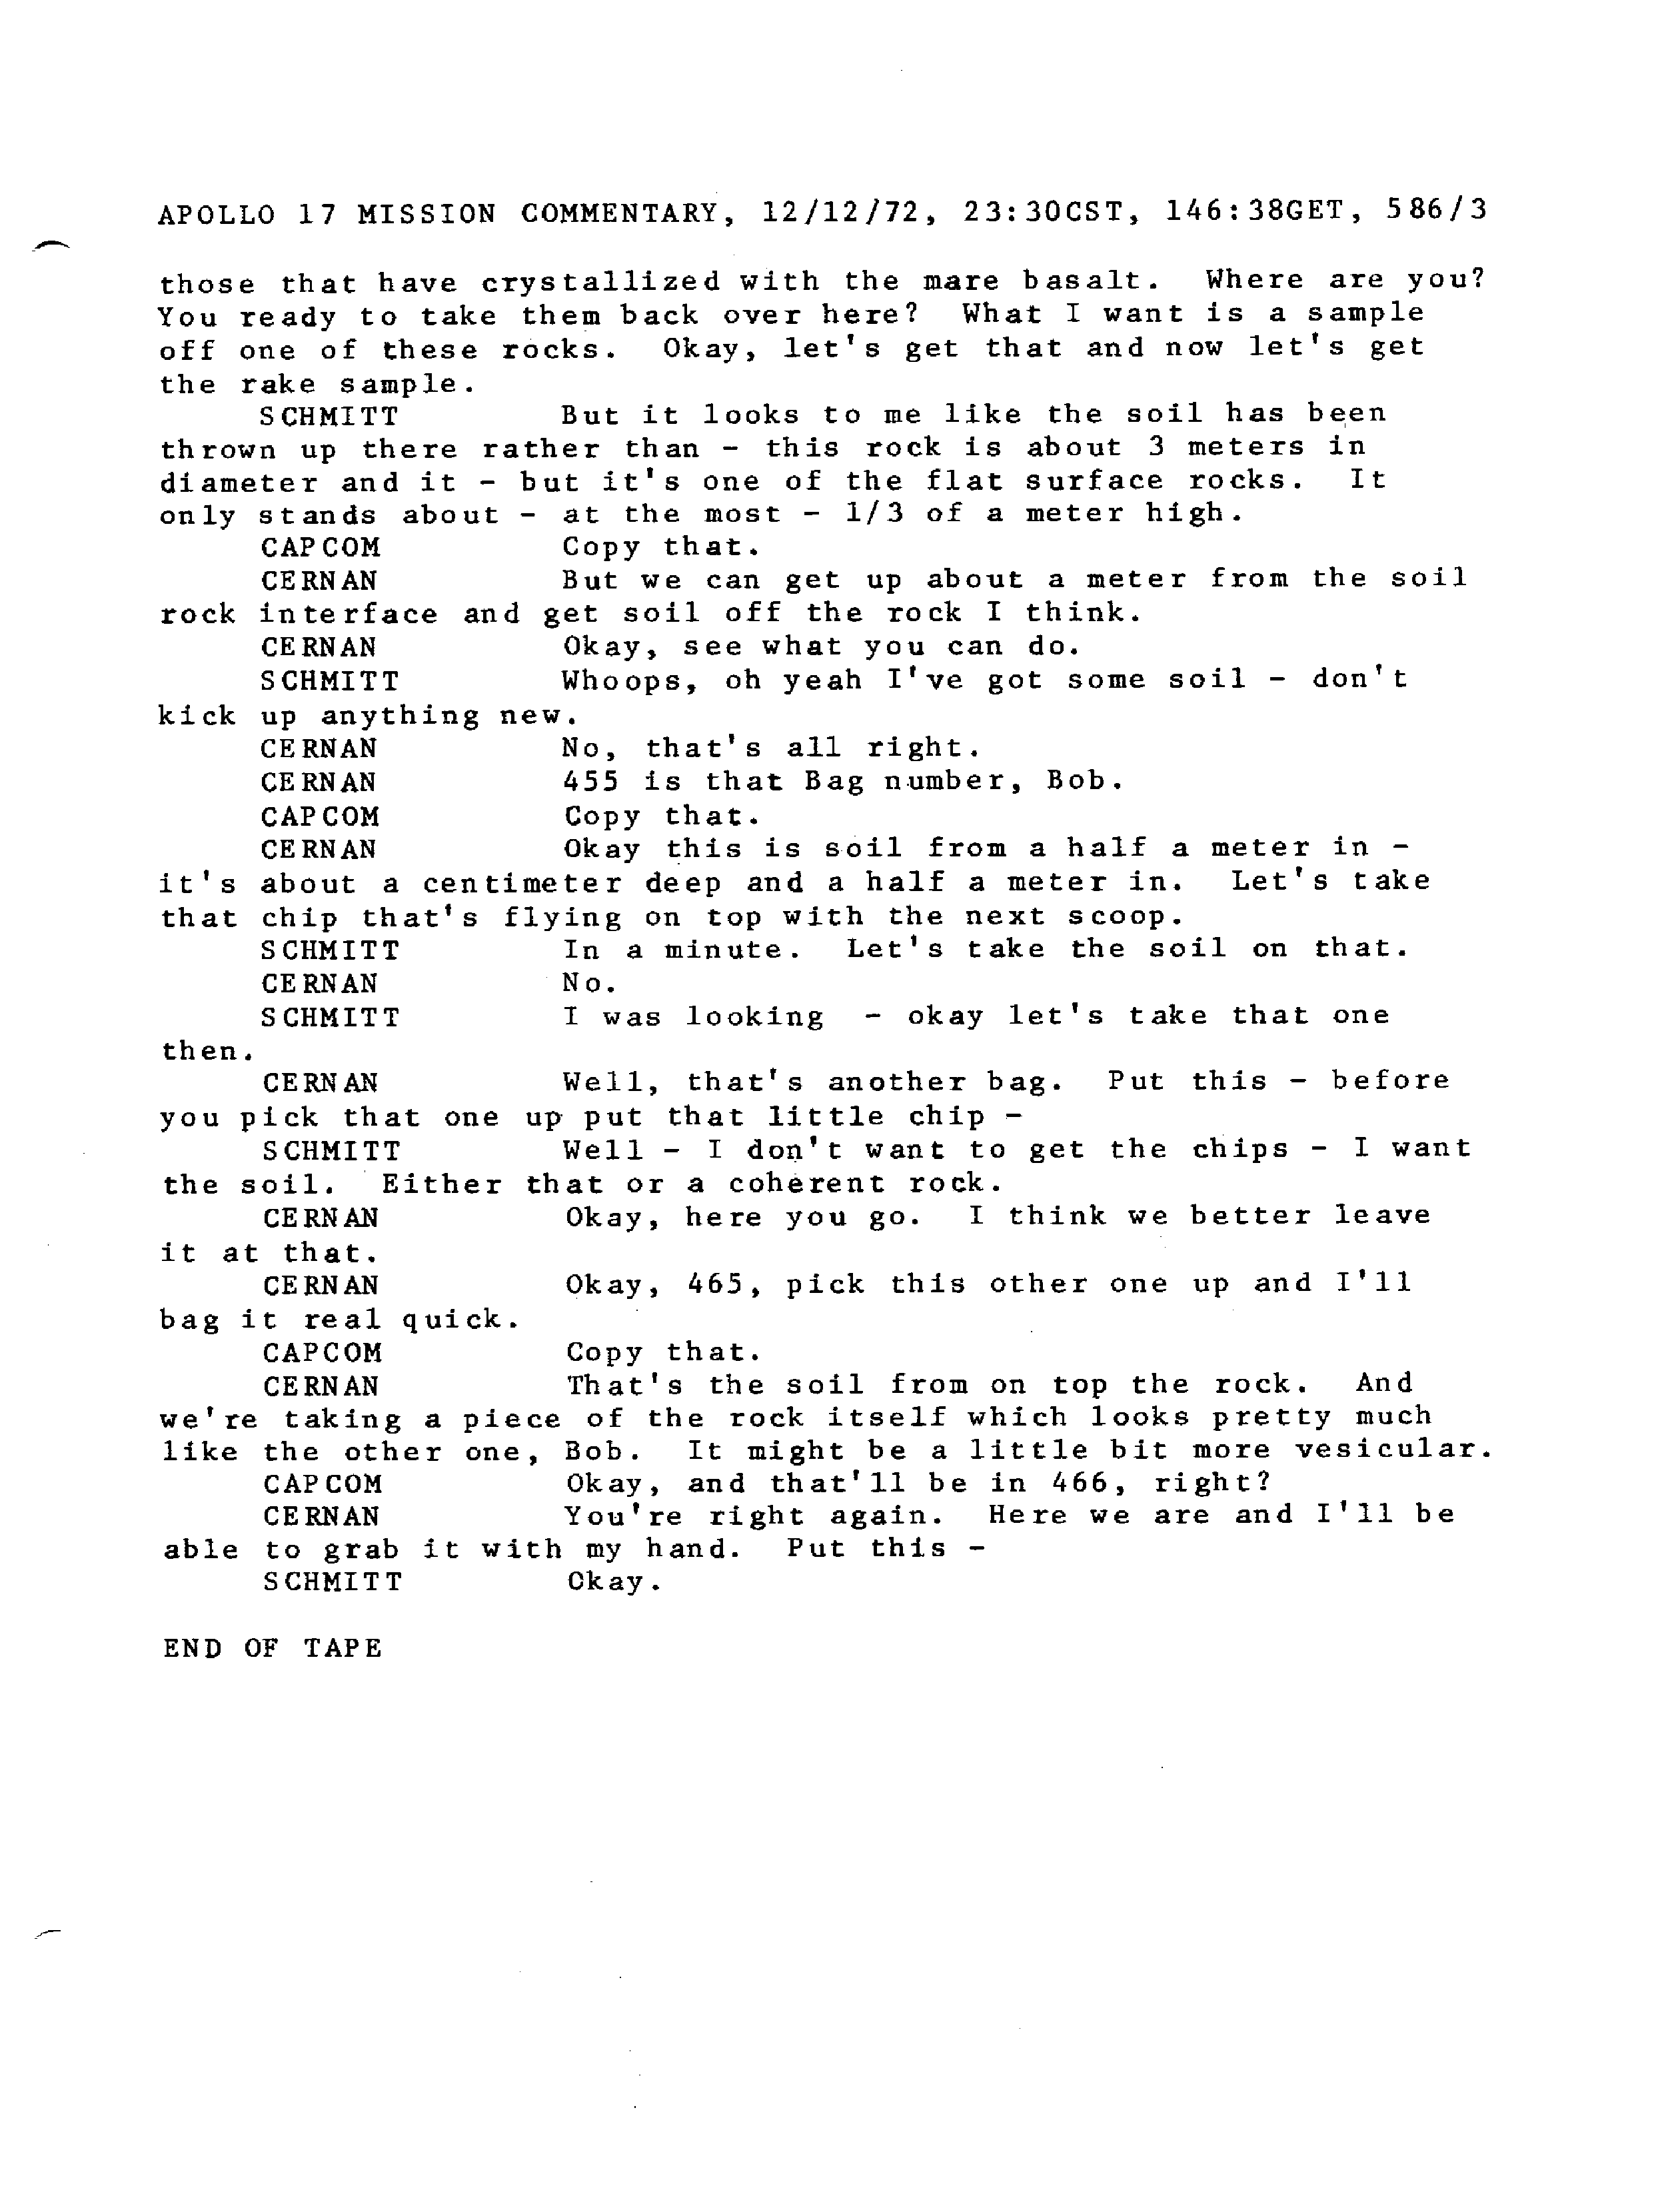 APOLLO 17 MISSION COMMENTARY, 12/12/72, 23:30CST, 146:38GET, 586/3
those that have crystallized with the mare basalt. Where are you?
You ready to take them back over here? What I want is a sample
off one of these rocks. Okay, let's get that and now let's get
the rake sample.
SCHMITT But it looks to me like the soil has been
thrown up there rather than - this rock is about 3 meters in
diameter and it - but it's one of the flat surface rocks. It
only stands about - at the most - 1/3 of a meter high.
CAPCOM Copy that.
CERNAN But we can get up about a meter from the soil
rock interface and get soil off the rock I think.
CERNAN Okay, see what you can do.
SCHMITT Whoops, oh yeah I've got some soil - don't
kick up anything new.
CERNAN No, that's all right.
CERNAN 455 is that Bag number, Bob.
CAPCOM Copy that.
CERNAN Okay this is soil from a half a meter in -
it's about a centimeter deep and a half a meter in. Let's take
that chip that's flying on top with the next scoop.
SCHMITT In a minute. Let's take the soil on that.
CERNAN No.
SCHMITT I was looking - okay let's take that one
then.
CERNAN Well, that's another bag. Put this - before
you pick that one up put that little chip -
SCHMITT Well - I don't want to get the chips - I want
the soil. Either that or a coherent rock.
CERNAN Okay, here you go. I think we better leave
it at that.
CERNAN Okay, 465, pick this other one up and I'll
bag it real quick.
CAPCOM Copy that.
CERNAN That's the soil from on top the rock. And
we're taking a piece of the rock itself which looks pretty much
like the other one, Bob. It might be a little bit more vesicular.
CAPCOM Okay, and that'll be in 466, right?
CERNAN You're right again. Here we are and I'll be
able to grab it with my hand. Put this -
SCHMITT Okay.
END OF TAPE